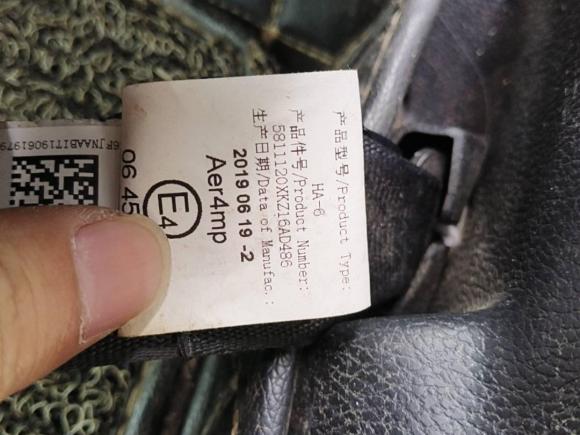 产品型号/Product Type:
HA-6
产品件号/Product Number:
5811120XKZ16AD486
生产日期/Data of Manufac.:
2019 06 19 -2
Aer4mp
E4
06 45